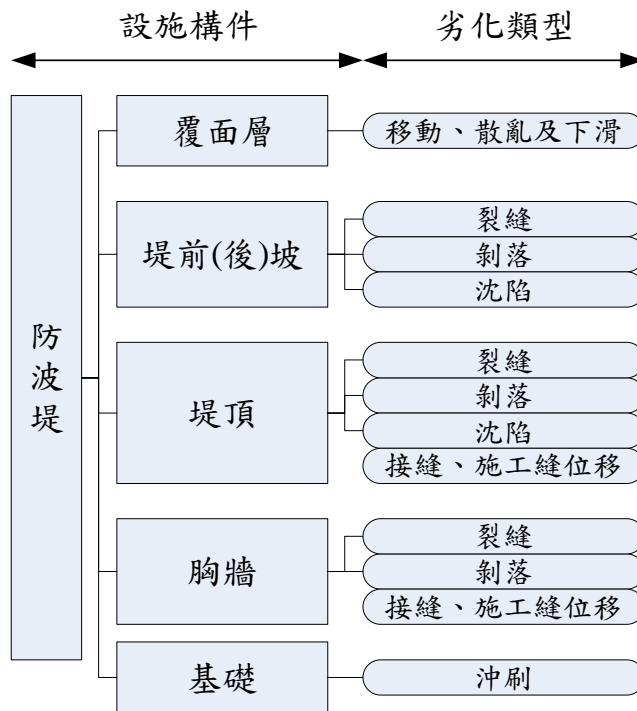 設施構件
劣化類型
防波堤
覆面層
移動、散亂及下滑
堤前(後)坡
裂縫
剝落
沈陷
堤頂
裂縫
剝落
沈陷
接縫、施工縫位移
胸牆
裂縫
剝落
接縫、施工縫位移
基礎
沖刷